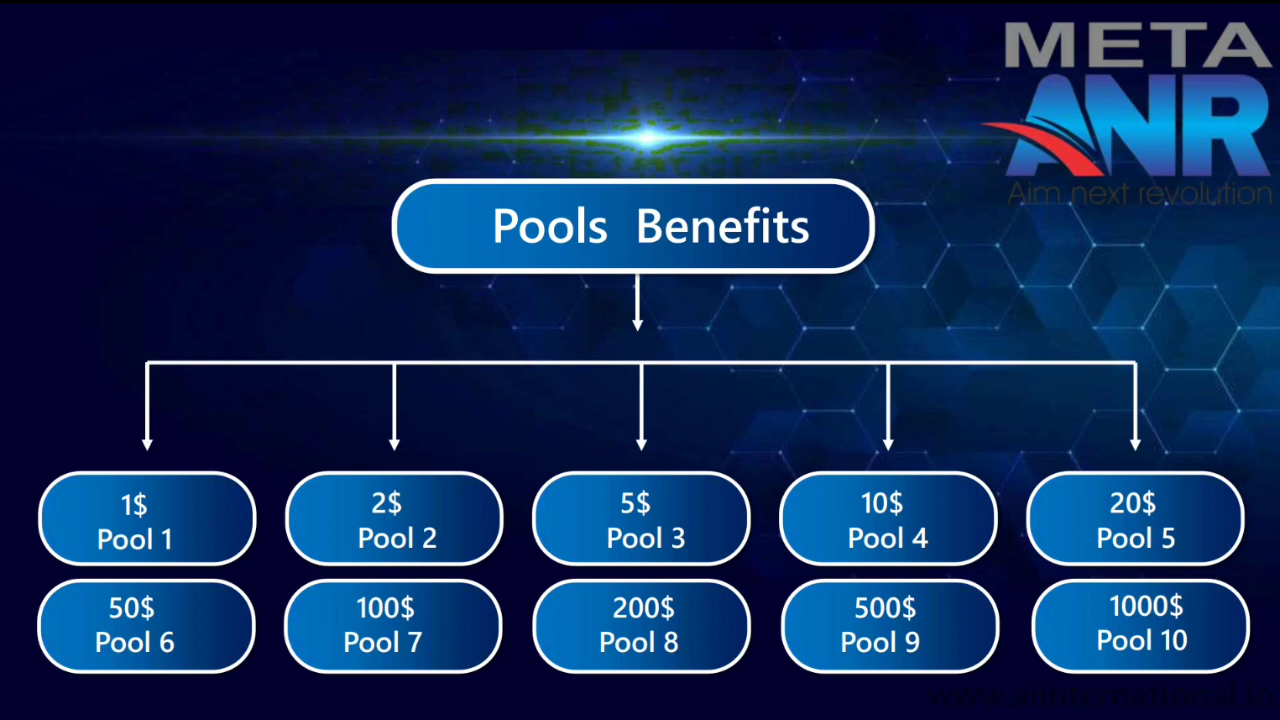 META
ANR
Aim next revolution
Pools Benefits
1$
Pool 1
2$
Pool 2
5$
Pool 3
10$
Pool 4
20$
Pool 5
50$
Pool 6
100$
Pool 7
200$
Pool 8
500$
Pool 9
1000$
Pool 10